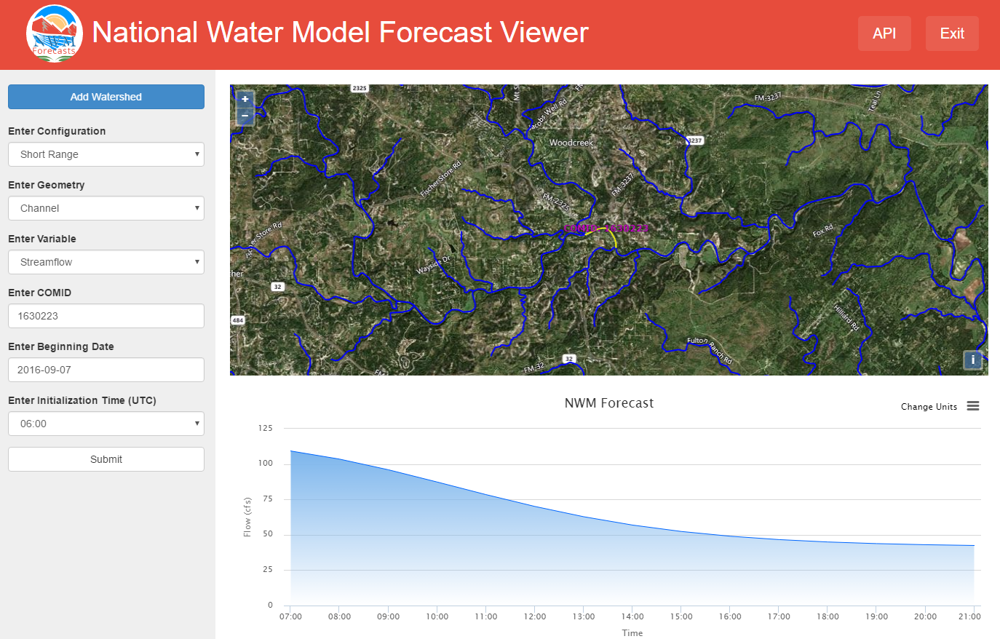 National Water Model Forecast Viewer
API
Exit
NWM
Forecasts
Add Watershed
Enter Configuration
Short Range
Enter Geometry
Channel
Enter Variable
Streamflow
Enter COMID
1630223
Enter Beginning Date
2016-09-07
Enter Initialization Time (UTC)
06:00
Submit
+
−
2325
Mt S
FM-3237
Teal Ln
acobs Well Rd
Woodcreek
3237
Fischer Store Rd
FM-3237
FM-2325
COMID: 1630223
er Store Rd
Fox Rd
Wayside Dr
cher
32
484
Hilliard Rd
Fulton Ranch Rd
32
FM-32
FM
i
NWM Forecast
Change Units
125
100
75
50
25
0
Flow (cfs)
07:00 08:00 09:00 10:00 11:00 12:00 13:00 14:00 15:00 16:00 17:00 18:00 19:00 20:00 21:00
Time